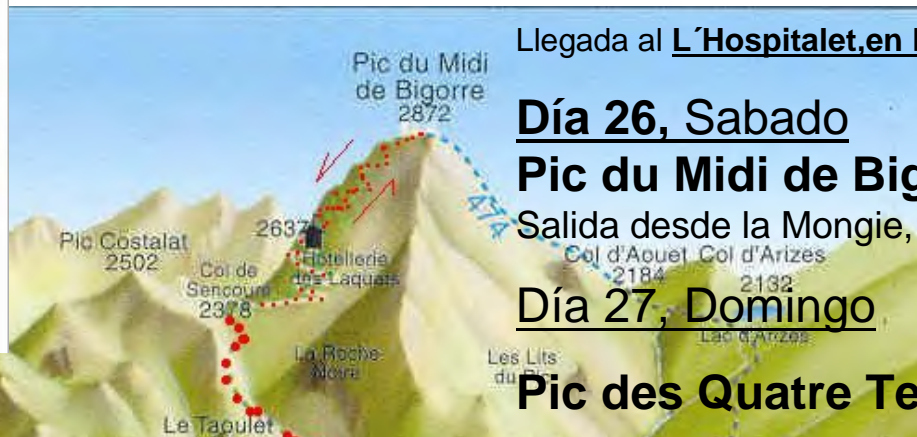 Llegada al L´Hospitalet,en
Pic du Midi
de Bigorre
2872
Día 26, Sabado
Pic du Midi de Big
Salida desde la Mongie,
474
Pic Costalat
2502
2637
Hotellerie
des Laquets
Col de
Sencours
2378
Col d'Aouet
2184
Col d'Arizes
2132
Lac d'Arizes
Día 27, Domingo
La Roche
Noire
Les Lits
du
Pic des Quatre Te
Le Taoulet